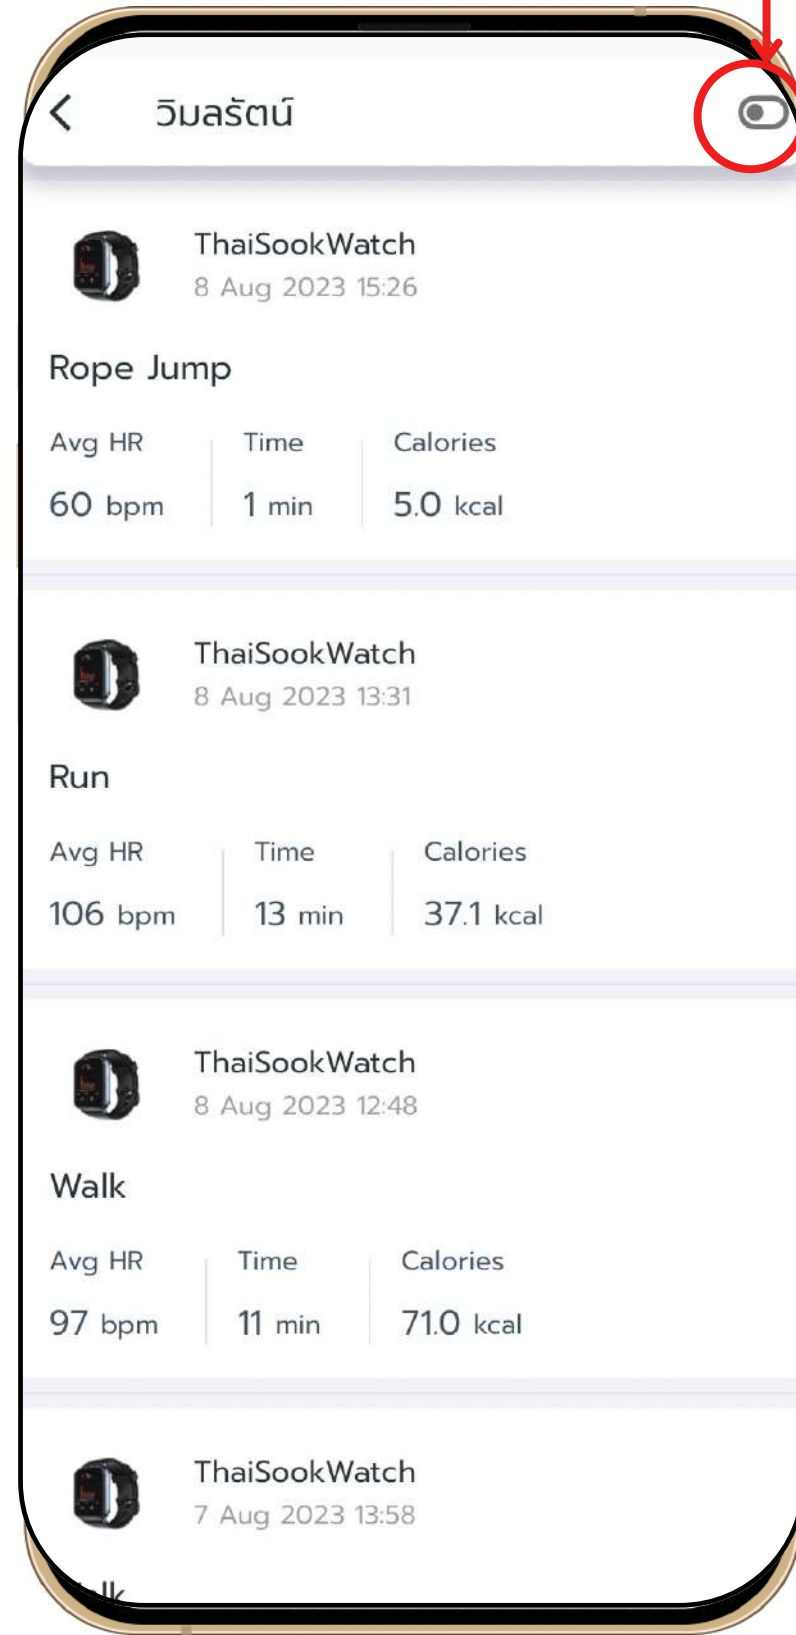 วิมลรัตน์
ThaiSookWatch
8 Aug 2023 15:26
Rope Jump
Avg HR Time Calories
60 bpm 1 min 5.0 kcal
ThaiSookWatch
8 Aug 2023 13:31
Run
Avg HR Time Calories
106 bpm 13 min 37.1 kcal
ThaiSookWatch
8 Aug 2023 12:48
Walk
Avg HR Time Calories
97 bpm 11 min 71.0 kcal
ThaiSookWatch
7 Aug 2023 13:58